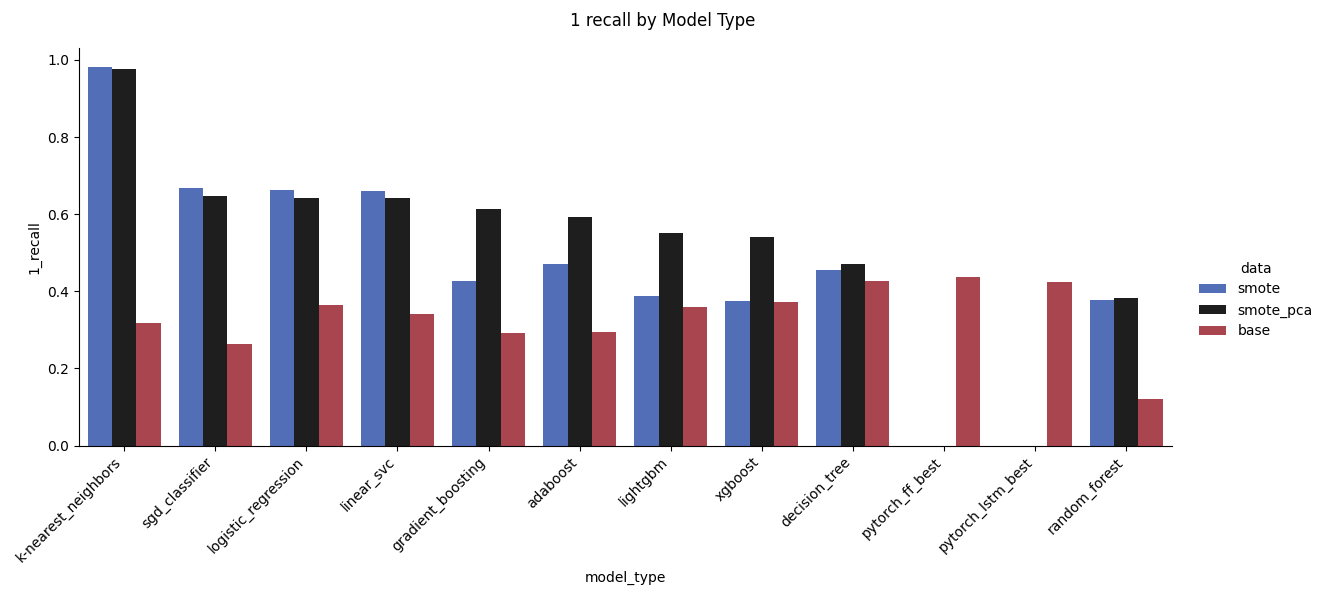 1 recall by Model Type
1_recall
1.0
0.8
0.6
0.4
0.2
0.0
k-nearest_neighbors
sgd_classifier
logistic_regression
linear_svc
gradient_boosting
adaboost
lightgbm
xgboost
decision_tree
pytorch_ff_best
pytorch_lstm_best
random_forest
model_type
data
smote
smote_pca
base